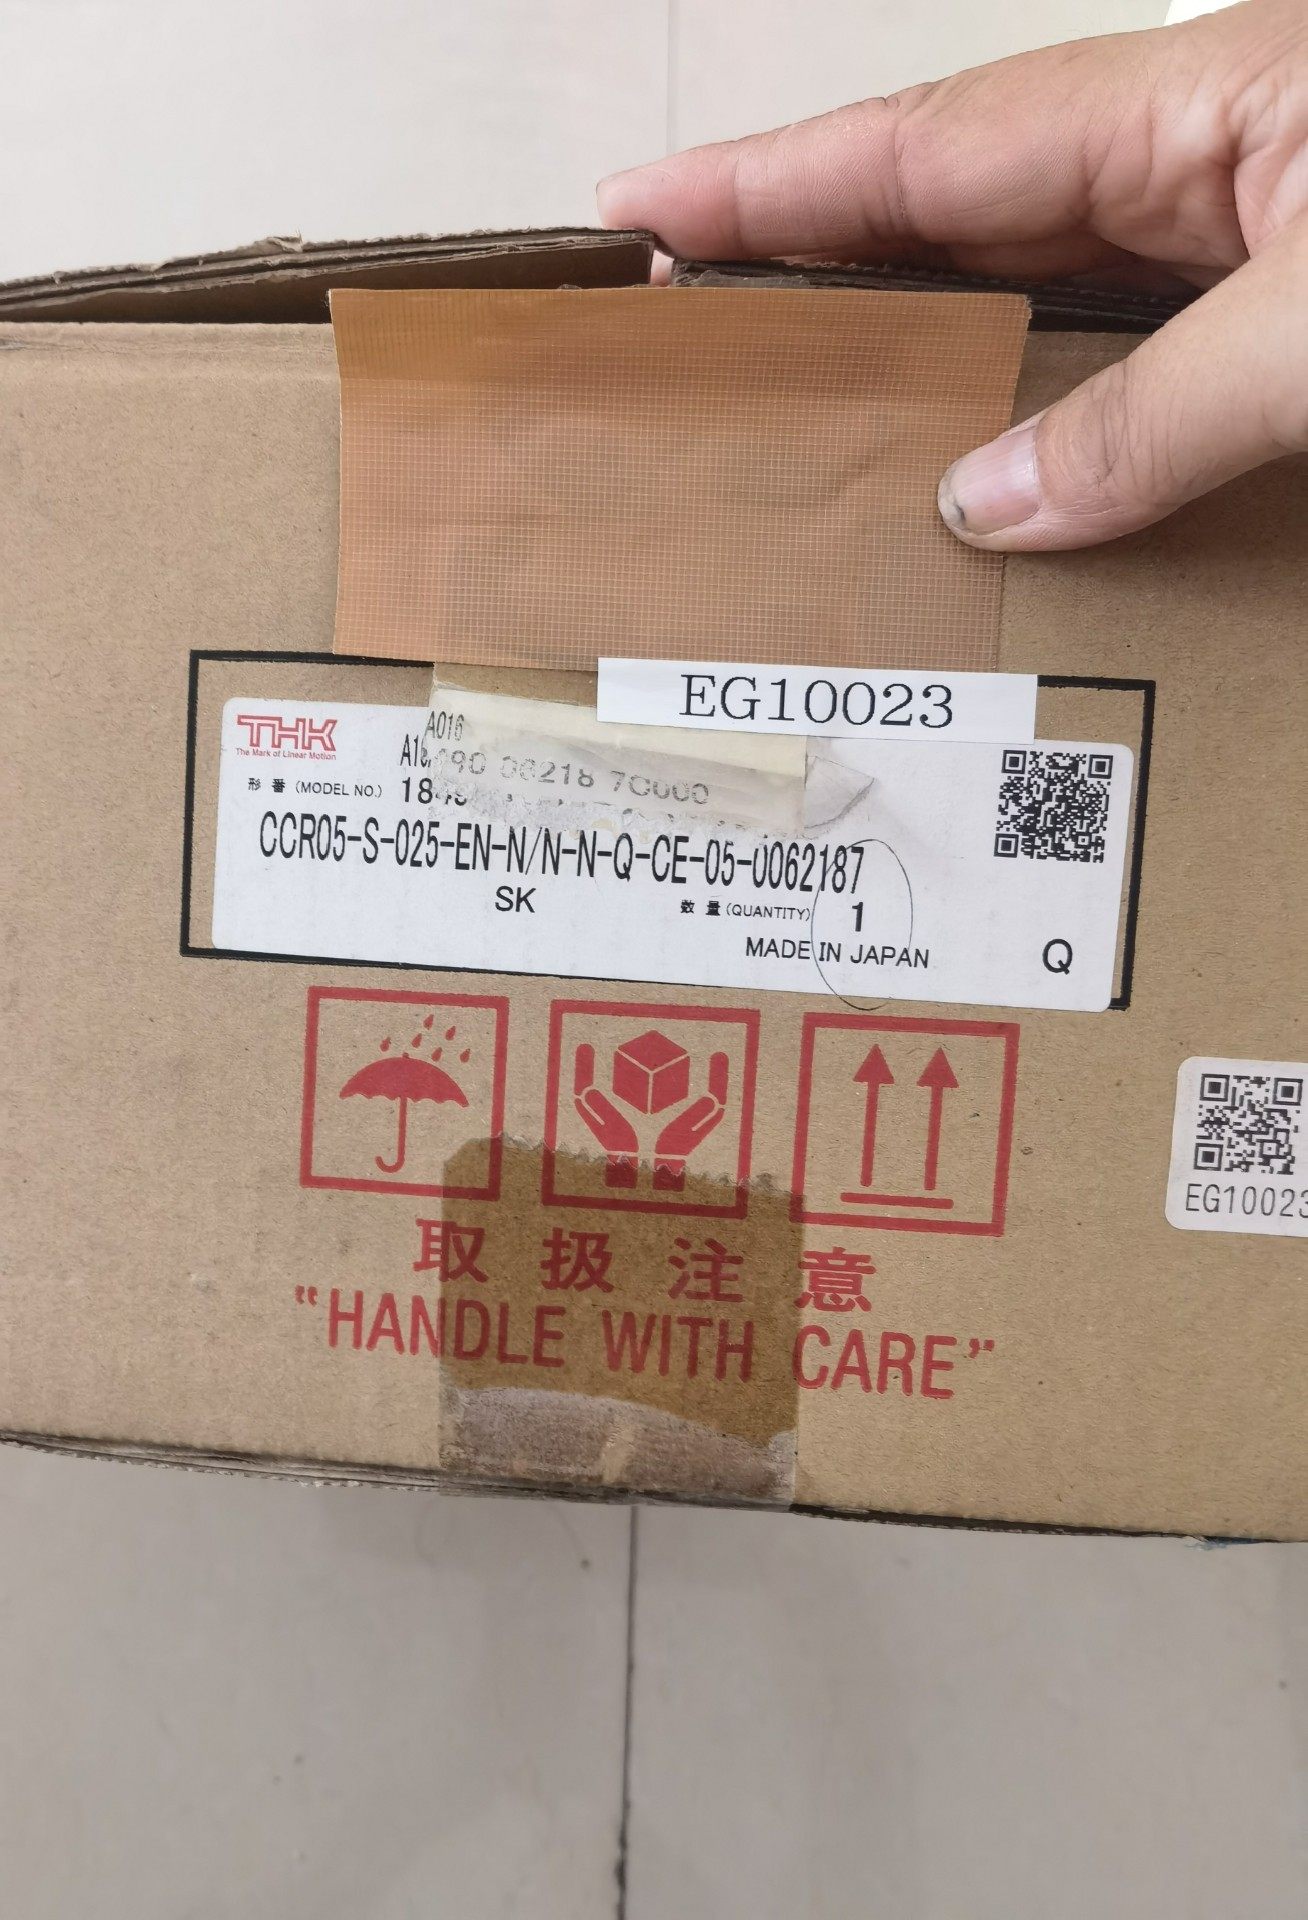 EG10023
THK
The Mark of Linear Motion
A016
形 番 (MODEL NO.)
CCR05-S-025-EN-N/N-N-Q-CE-05-0062187
SK
数 量 (QUANTITY) 1
MADE IN JAPAN
Q
EG10023
取扱注意
“HANDLE WITH CARE”